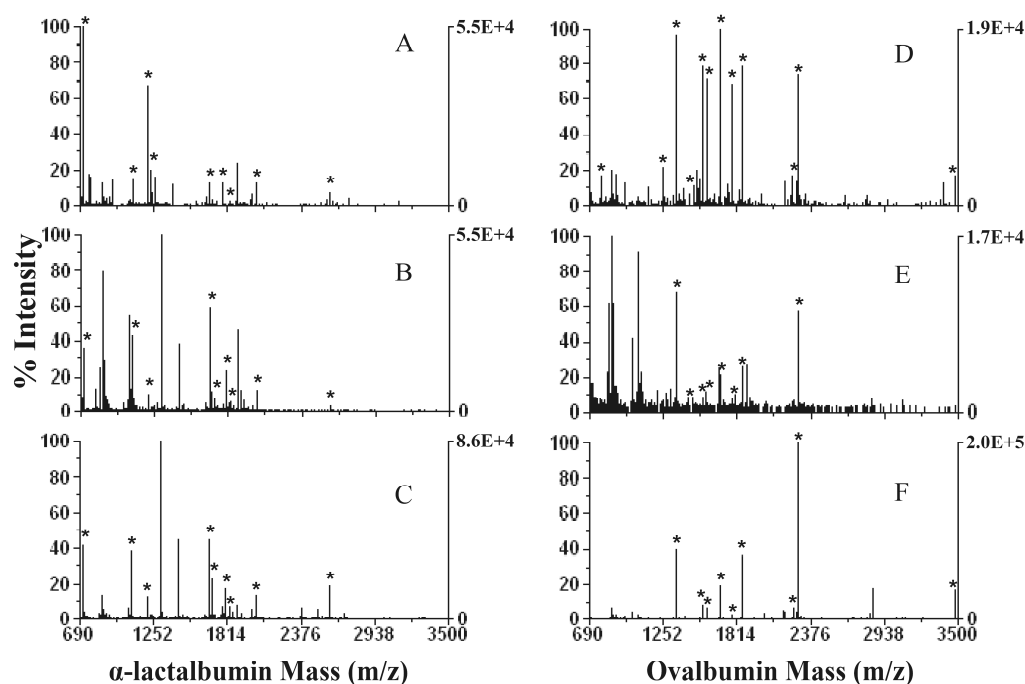 100 80 60 40 20 0 * * * * * * * * * A 5.5E+4 0
100 80 60 40 20 0 * * * * * * * * * B 5.5E+4 0
100 80 60 40 20 0 * * * * * * * * * C 8.6E+4 0
690 1252 1814 2376 2938 3500
α-lactalbumin Mass (m/z)
% Intensity
100 80 60 40 20 0 * * * * * * * * * * * * D 1.9E+4 0
100 80 60 40 20 0 * * * * * * * * E 1.7E+4 0
100 80 60 40 20 0 * * * * * * * * * F 2.0E+5 0
690 1252 1814 2376 2938 3500
Ovalbumin Mass (m/z)